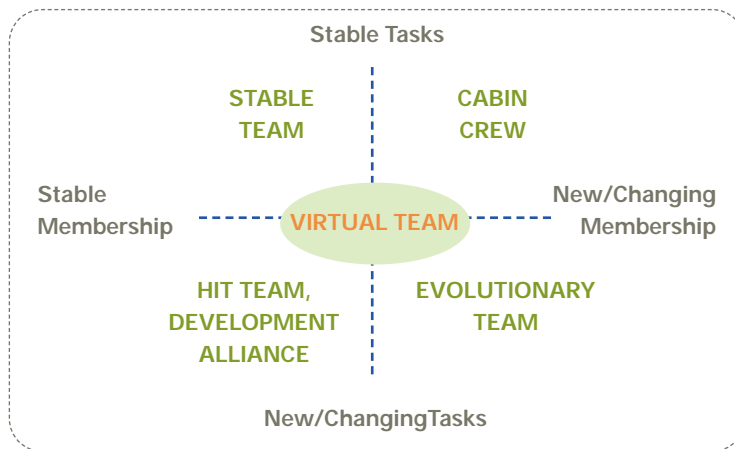 Stable Tasks
STABLE
TEAM
CABIN
CREW
Stable
Membership
VIRTUAL TEAM
New/Changing
Membership
HIT TEAM,
DEVELOPMENT
ALLIANCE
EVOLUTIONARY
TEAM
New/ChangingTasks